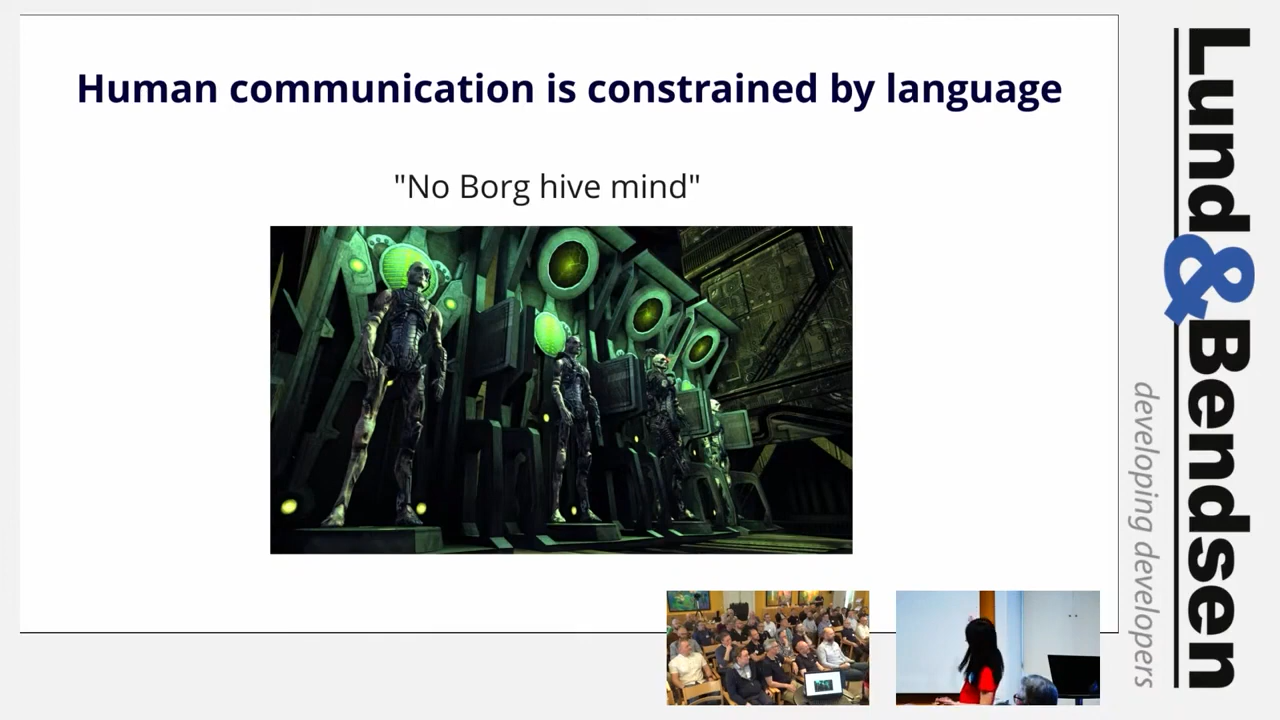 Human communication is constrained by language
"No Borg hive mind"
Lund&Bendsen
developing developers